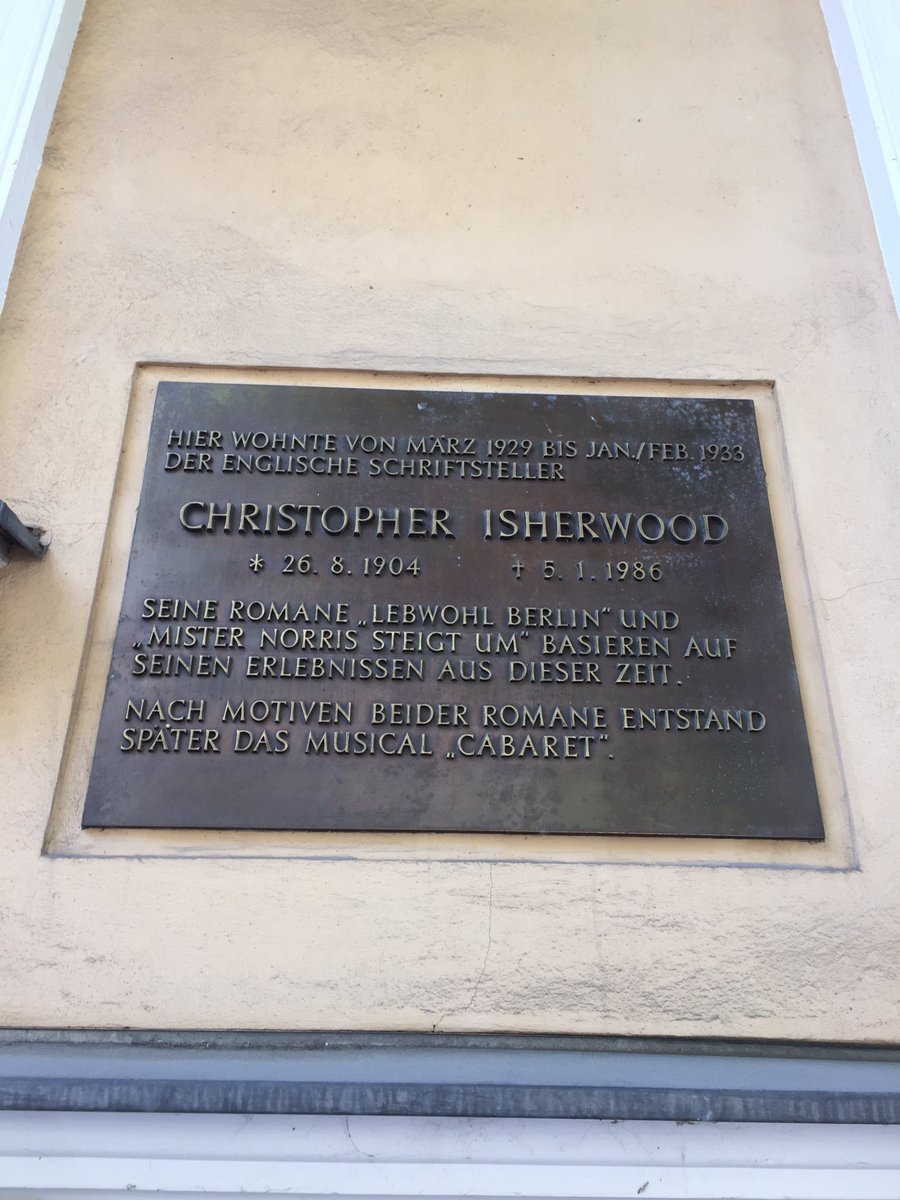 HIER WOHNTE VON MÄRZ 1929 BIS JAN./FEB. 1933
DER ENGLISCHE SCHRIFTSTELLER
CHRISTOPHER ISHERWOOD
* 26. 8. 1904 † 5. 1. 1986
SEINE ROMANE „LEBWOHL BERLIN“ UND
„MISTER NORRIS STEIGT UM“ BASIEREN AUF
SEINEN ERLEBNISSEN AUS DIESER ZEIT.
NACH MOTIVEN BEIDER ROMANE ENTSTAND
SPÄTER DAS MUSICAL „CABARET“.